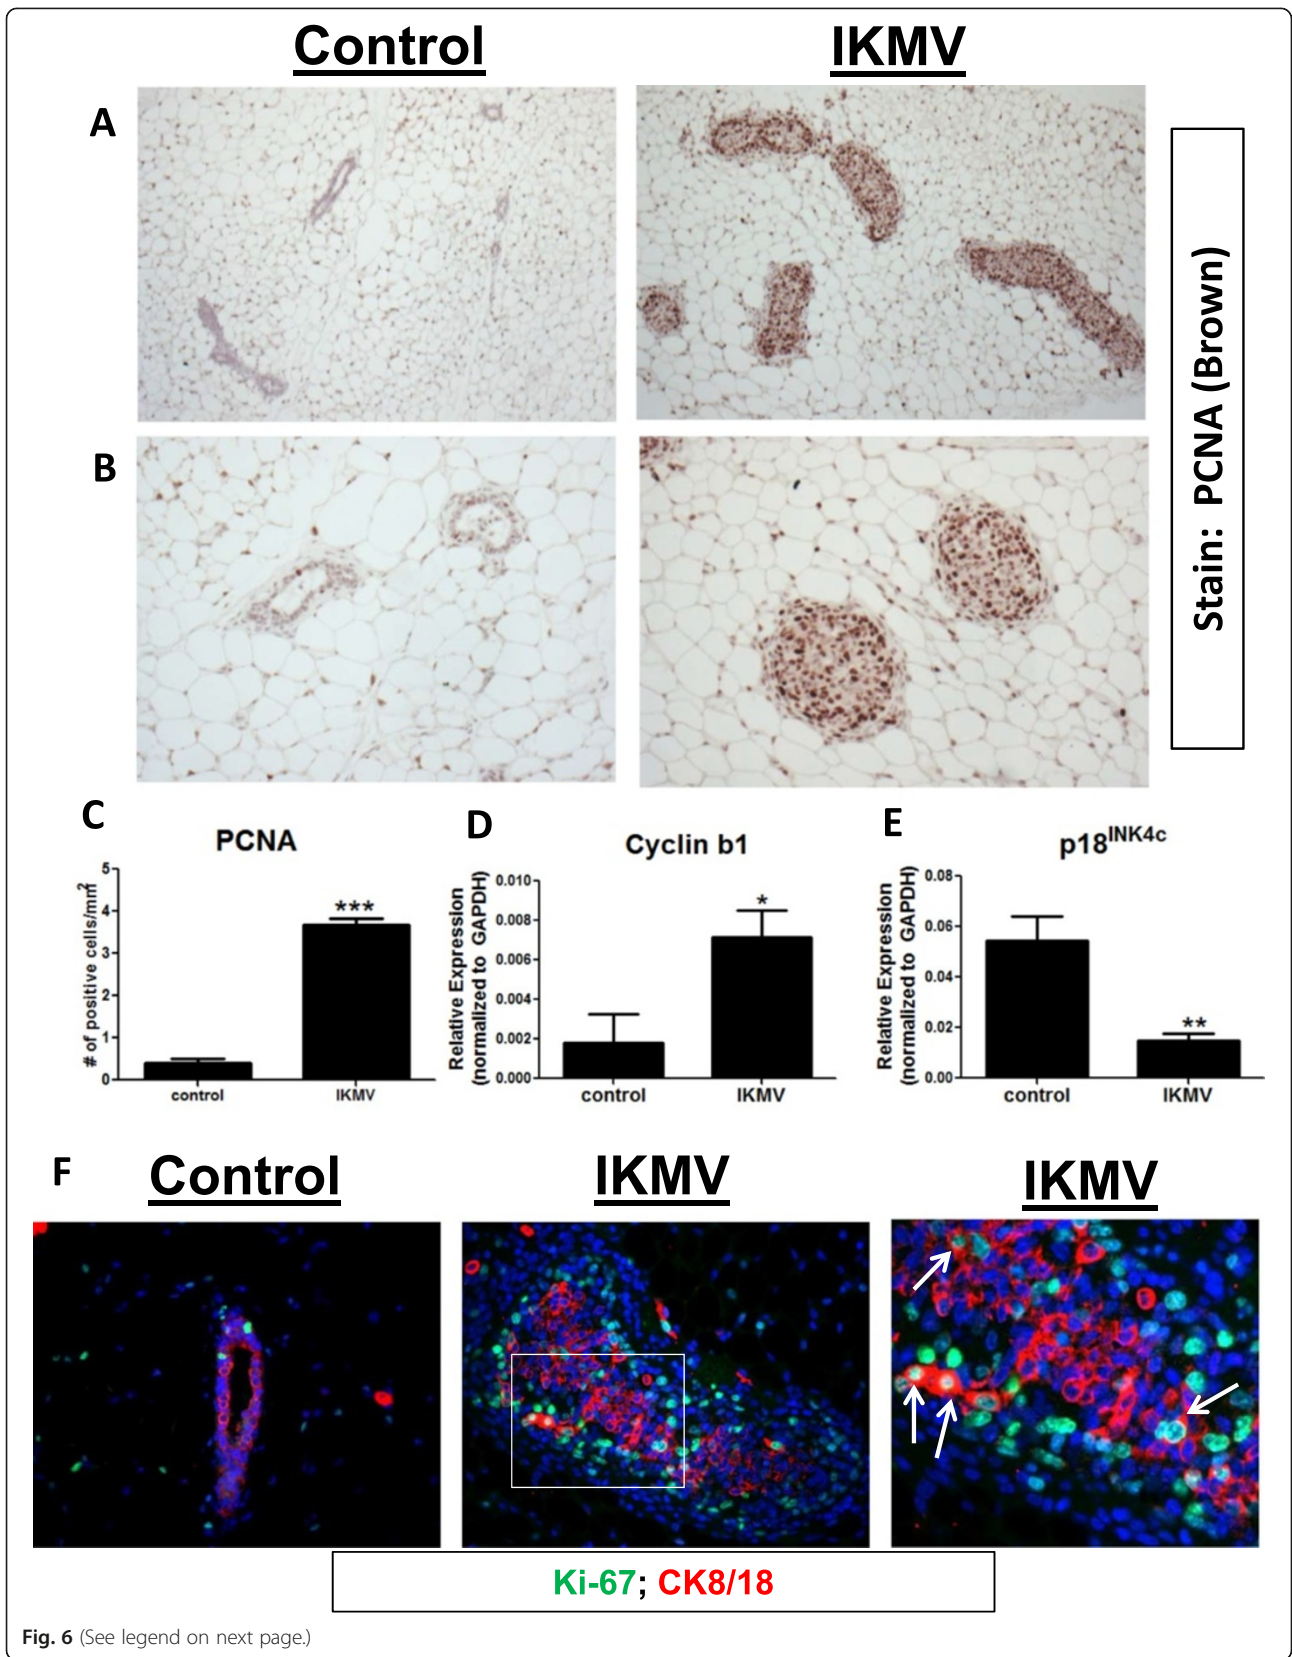 Control
IKMV
A
B
Stain: PCNA (Brown)
C
PCNA
# of positive cells/mm²
5
4
3
2
1
0
***
control
IKMV
D
Cyclin b1
Relative Expression
(normalized to GAPDH)
0.010
0.008
0.006
0.004
0.002
0.000
*
control
IKMV
E
p18^INK4c
Relative Expression
(normalized to GAPDH)
0.08
0.06
0.04
0.02
0.00
**
control
IKMV
F
Control
IKMV
IKMV
Ki-67; CK8/18
Fig. 6 (See legend on next page.)